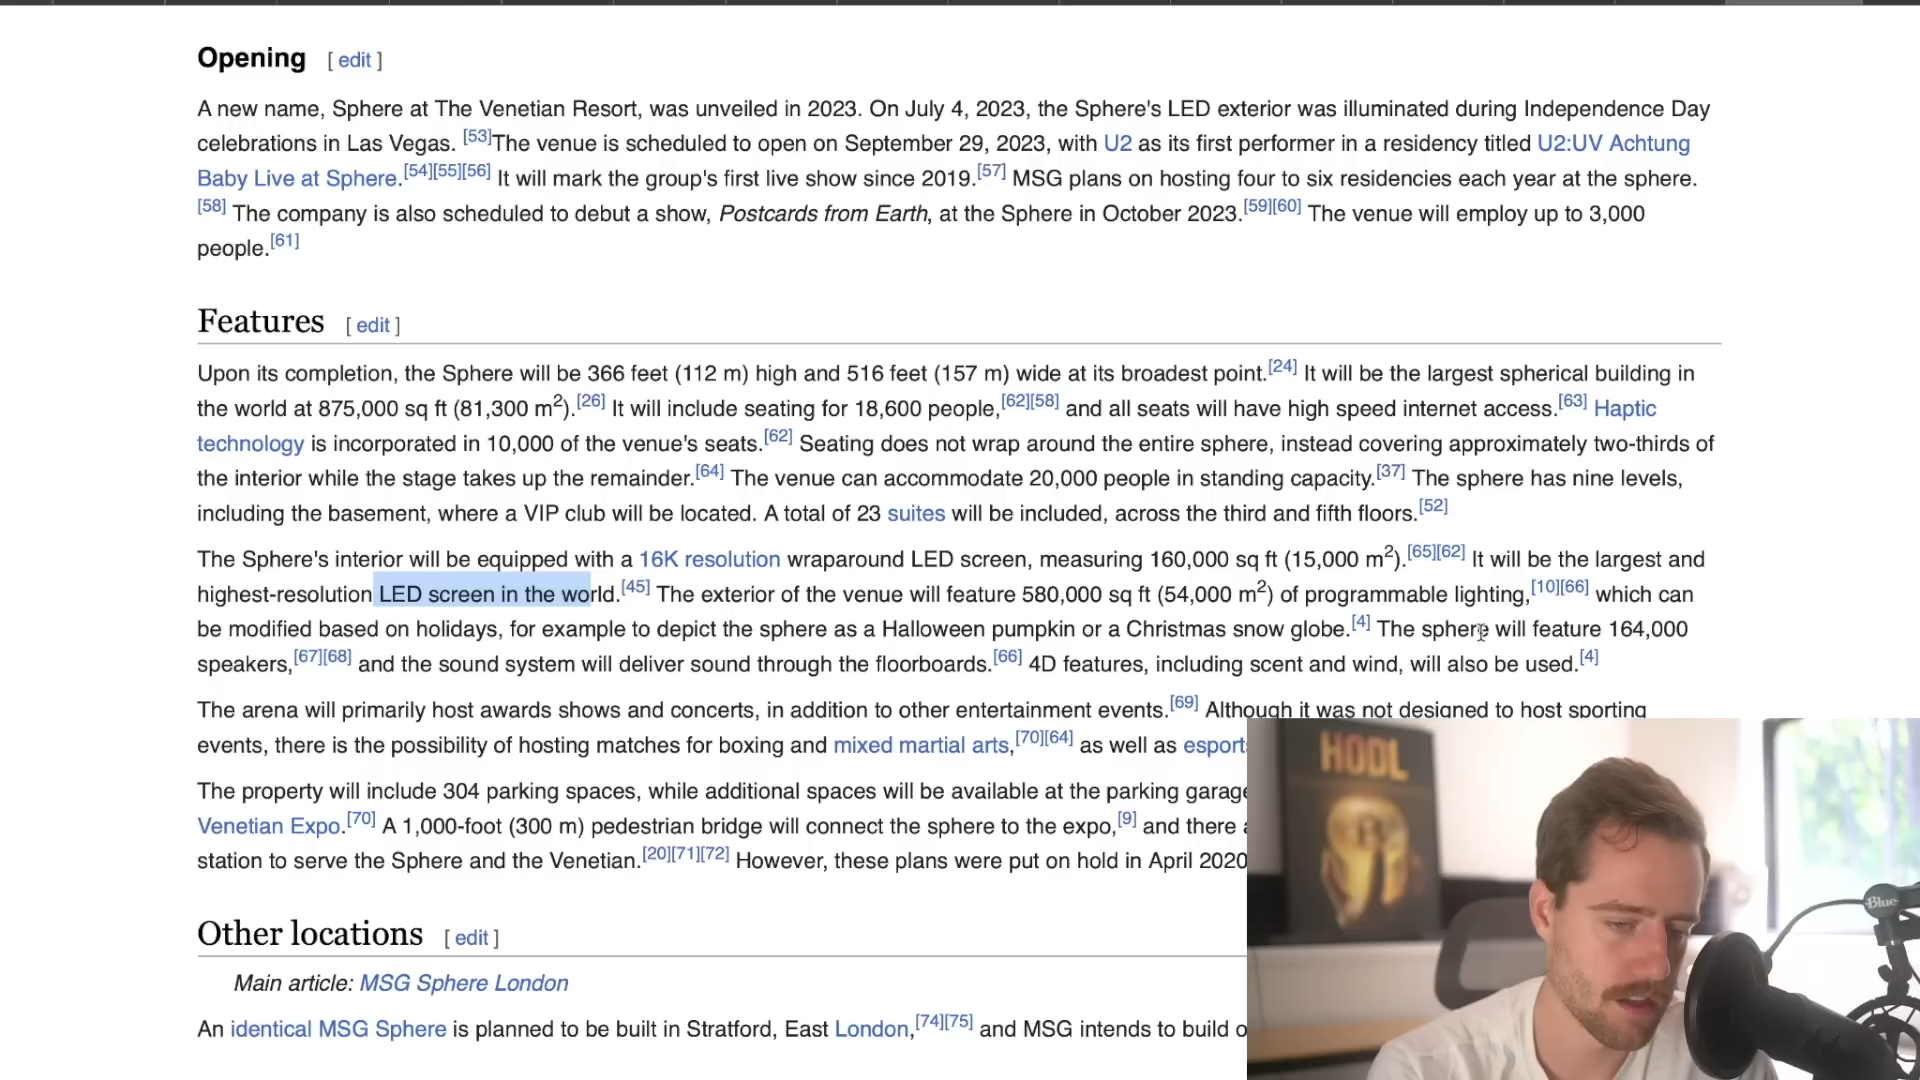 Opening [ edit ]
A new name, Sphere at The Venetian Resort, was unveiled in 2023. On July 4, 2023, the Sphere's LED exterior was illuminated during Independence Day
celebrations in Las Vegas. [53]The venue is scheduled to open on September 29, 2023, with U2 as its first performer in a residency titled U2:UV Achtung
Baby Live at Sphere.[54][55][56] It will mark the group's first live show since 2019.[57] MSG plans on hosting four to six residencies each year at the sphere.
[58] The company is also scheduled to debut a show, Postcards from Earth, at the Sphere in October 2023.[59][60] The venue will employ up to 3,000
people.[61]
Features [ edit ]
Upon its completion, the Sphere will be 366 feet (112 m) high and 516 feet (157 m) wide at its broadest point.[24] It will be the largest spherical building in
the world at 875,000 sq ft (81,300 m2).[26] It will include seating for 18,600 people,[62][58] and all seats will have high speed internet access.[63] Haptic
technology is incorporated in 10,000 of the venue's seats.[62] Seating does not wrap around the entire sphere, instead covering approximately two-thirds of
the interior while the stage takes up the remainder.[64] The venue can accommodate 20,000 people in standing capacity.[37] The sphere has nine levels,
including the basement, where a VIP club will be located. A total of 23 suites will be included, across the third and fifth floors.[52]
The Sphere's interior will be equipped with a 16K resolution wraparound LED screen, measuring 160,000 sq ft (15,000 m2).[65][62] It will be the largest and
highest-resolution LED screen in the world.[45] The exterior of the venue will feature 580,000 sq ft (54,000 m2) of programmable lighting,[10][66] which can
be modified based on holidays, for example to depict the sphere as a Halloween pumpkin or a Christmas snow globe.[4] The sphere will feature 164,000
speakers,[67][68] and the sound system will deliver sound through the floorboards.[66] 4D features, including scent and wind, will also be used.[4]
The arena will primarily host awards shows and concerts, in addition to other entertainment events.[69] Although it was not designed to host sporting
events, there is the possibility of hosting matches for boxing and mixed martial arts,[70][64] as well as esport
The property will include 304 parking spaces, while additional spaces will be available at the parking garage
Venetian Expo.[70] A 1,000-foot (300 m) pedestrian bridge will connect the sphere to the expo,[9] and there
station to serve the Sphere and the Venetian.[20][71][72] However, these plans were put on hold in April 2020
Other locations [ edit ]
Main article: MSG Sphere London
An identical MSG Sphere is planned to be built in Stratford, East London,[74][75] and MSG intends to build o
HODL
Blue